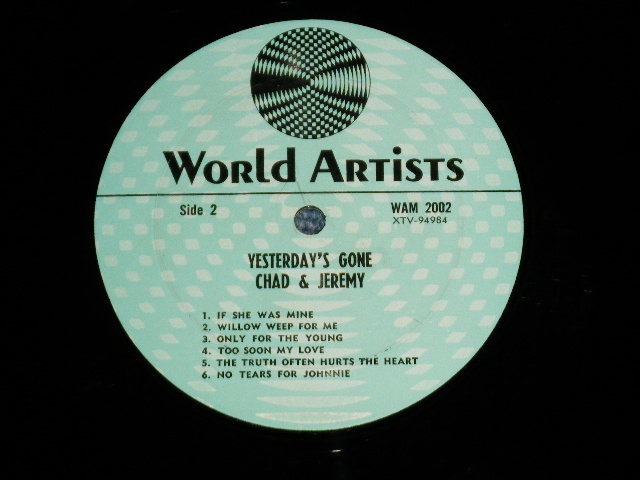 World Artists
Side 2
WAM 2002
XTV-94984
YESTERDAY'S GONE
CHAD & JEREMY
1. IF SHE WAS MINE
2. WILLOW WEEP FOR ME
3. ONLY FOR THE YOUNG
4. TOO SOON MY LOVE
5. THE TRUTH OFTEN HURTS THE HEART
6. NO TEARS FOR JOHNNIE